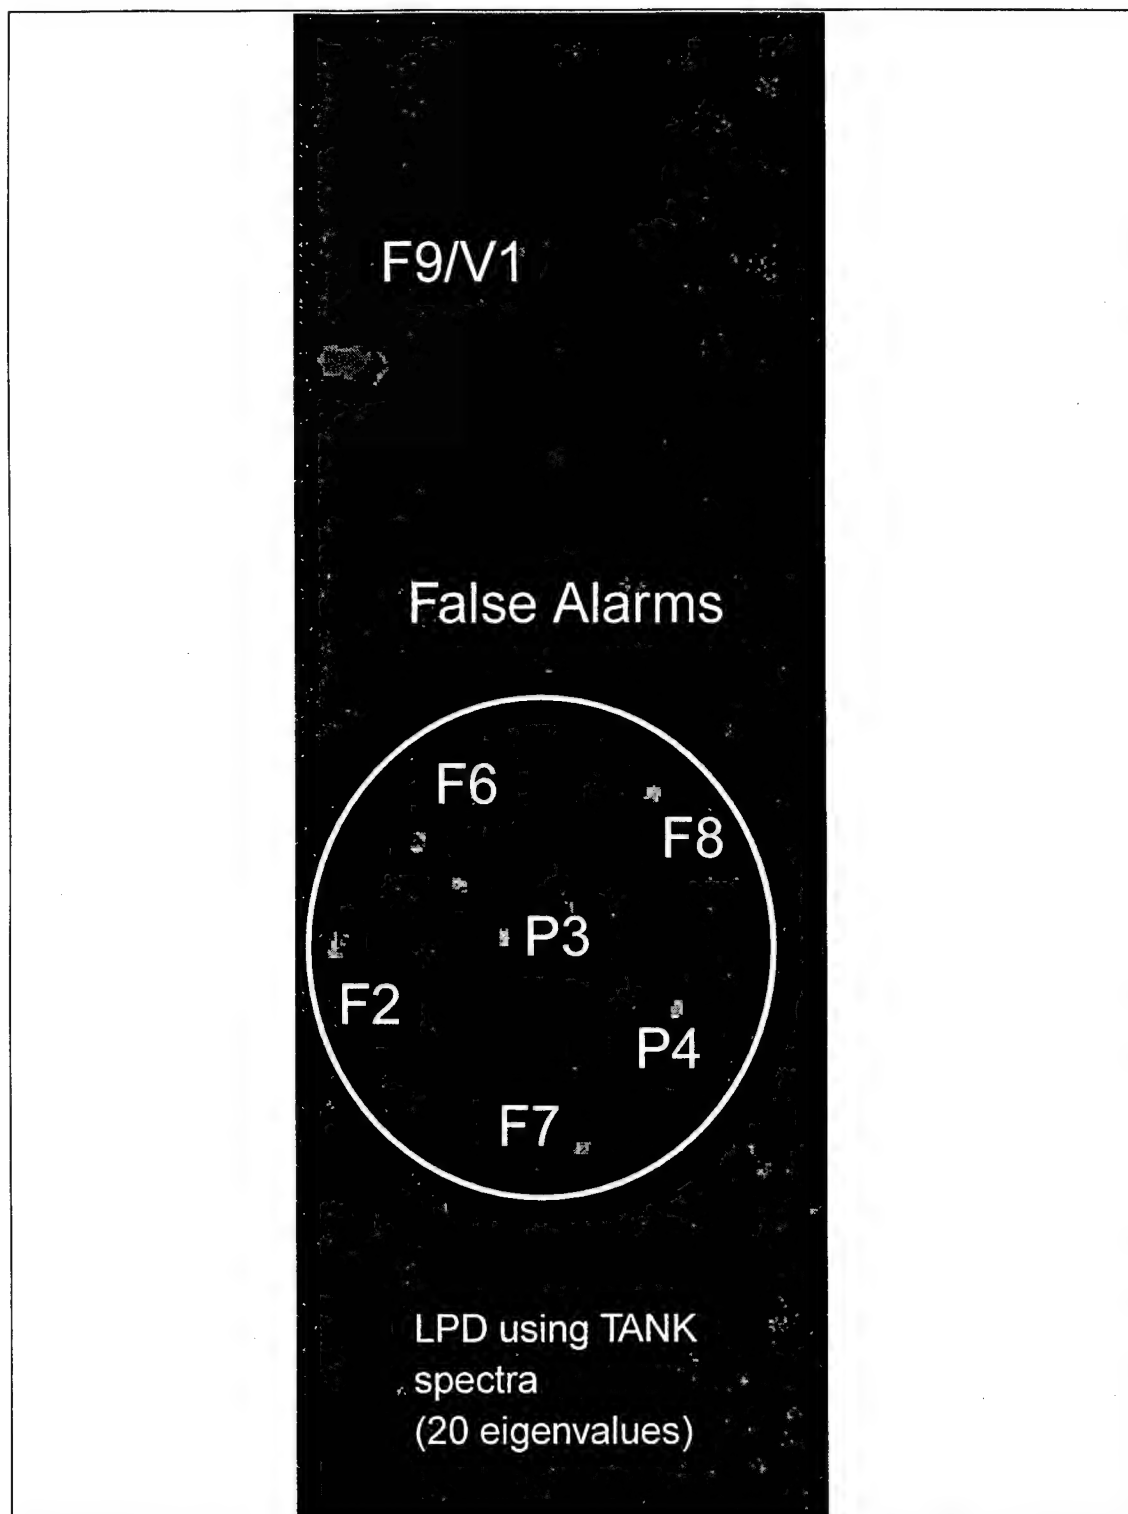 F9/V1
False Alarms
F6
F8
P3
F2
P4
F7
LPD using TANK
spectra
(20 eigenvalues)